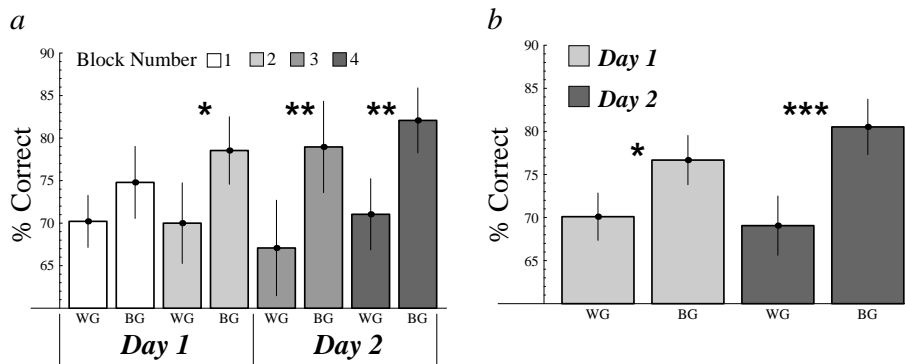 a
Block Number 1 2 3 4
% Correct
90
85
80
75
70
65
* ** **
WG BG WG BG WG BG WG BG
Day 1 Day 2
b
Day 1
Day 2
% Correct
90
85
80
75
70
65
* ***
WG BG WG BG